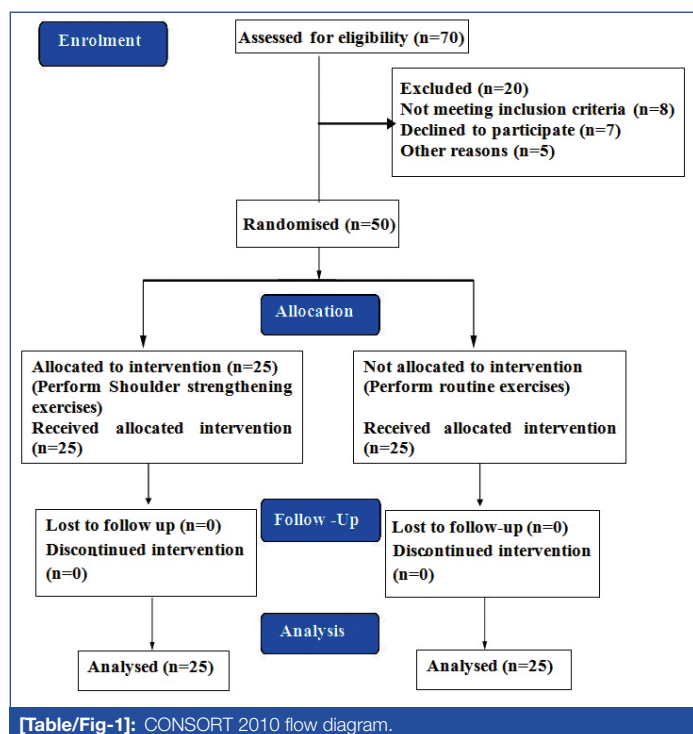 Enrolment
Assessed for eligibility (n=70)
Excluded (n=20)
Not meeting inclusion criteria (n=8)
Declined to participate (n=7)
Other reasons (n=5)
Randomised (n=50)
Allocation
Allocated to intervention (n=25)
(Perform Shoulder strengthening
exercises)
Received allocated intervention
(n=25)
Not allocated to intervention
(Perform routine exercises)
Received allocated intervention
(n=25)
Follow -Up
Lost to follow up (n=0)
Discontinued intervention
(n=0)
Lost to follow-up (n=0)
Discontinued intervention
(n=0)
Analysis
Analysed (n=25)
Analysed (n=25)
[Table/Fig-1]: CONSORT 2010 flow diagram.